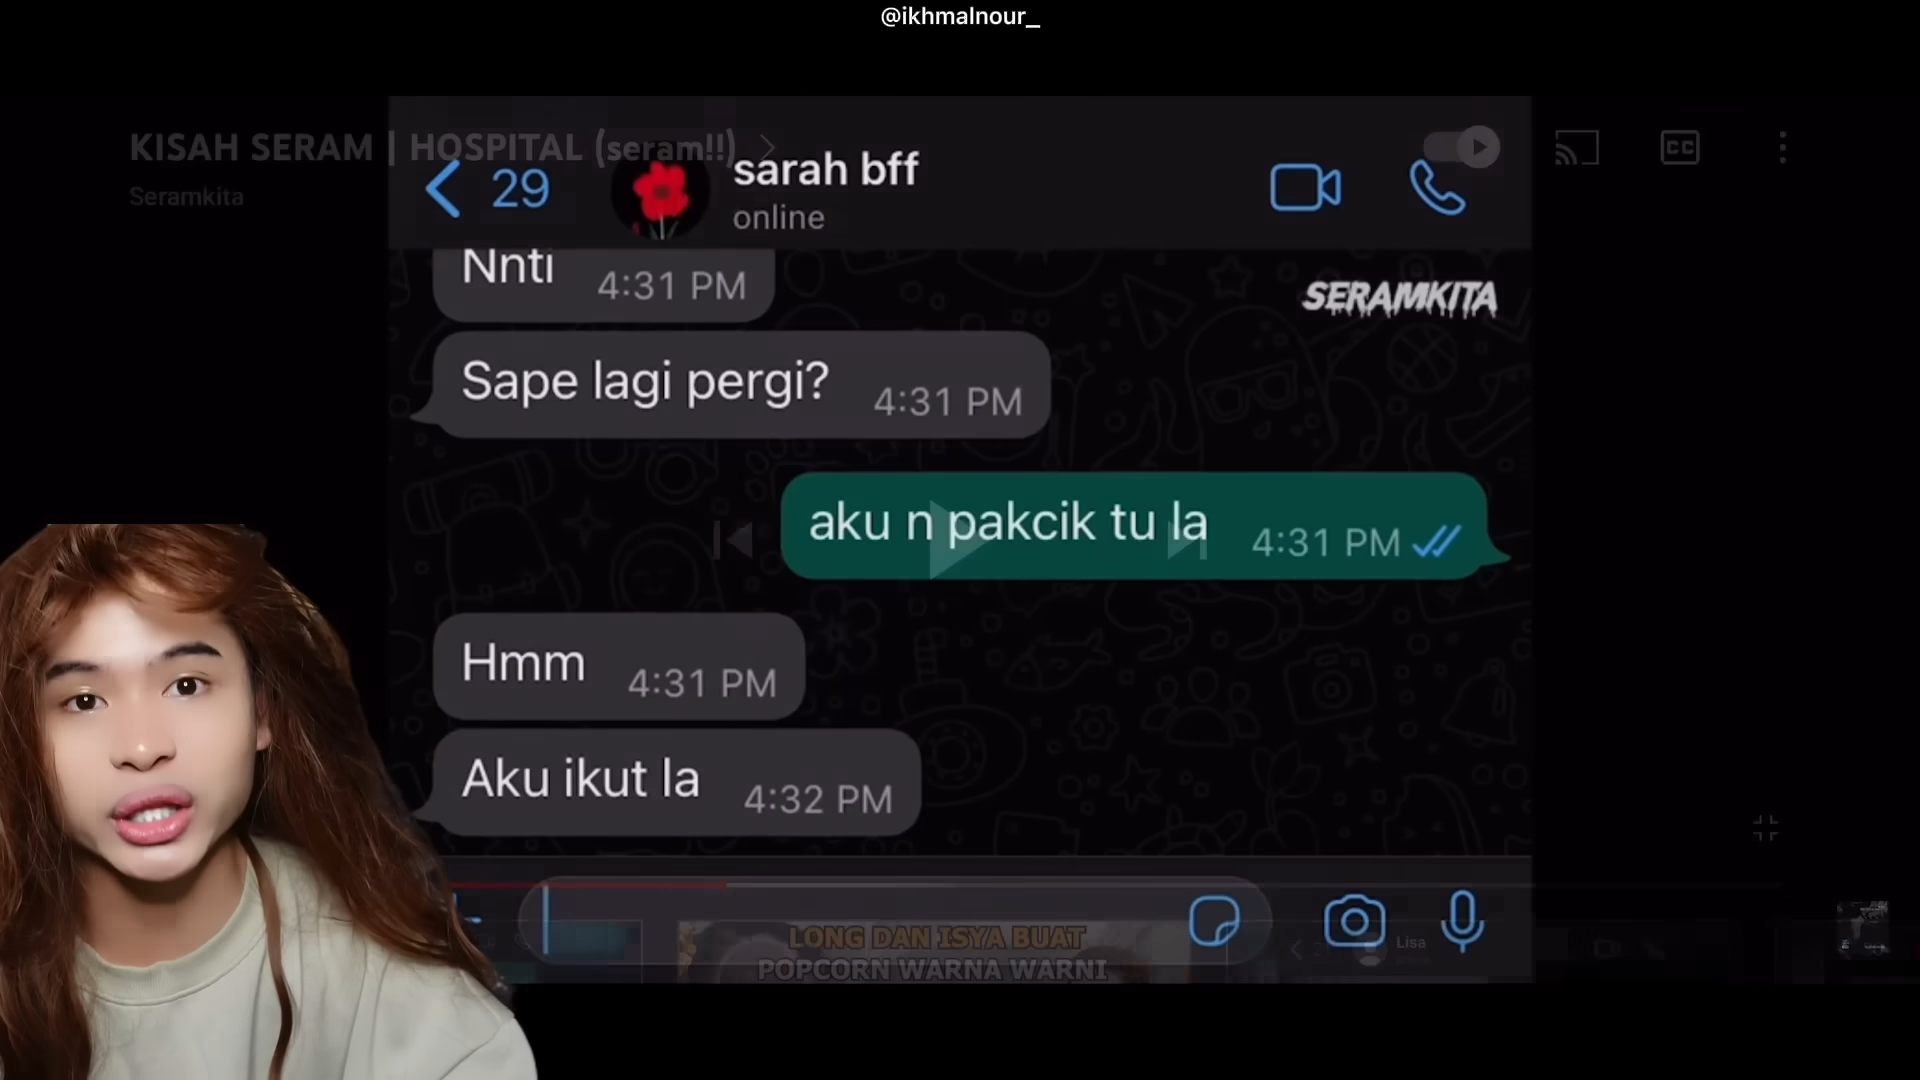 @ikhmalnour_
KISAH SERAM | HOSPITAL (seram!!)
Seramkita
CC
29
sarah bff
online
SERAMKITA
Nnti 4:31 PM
Sape lagi pergi? 4:31 PM
aku n pakcik tu la 4:31 PM
Hmm 4:31 PM
Aku ikut la 4:32 PM
LONG DAN ISYA BUAT
POPCORN WARNA WARNI
Lisa